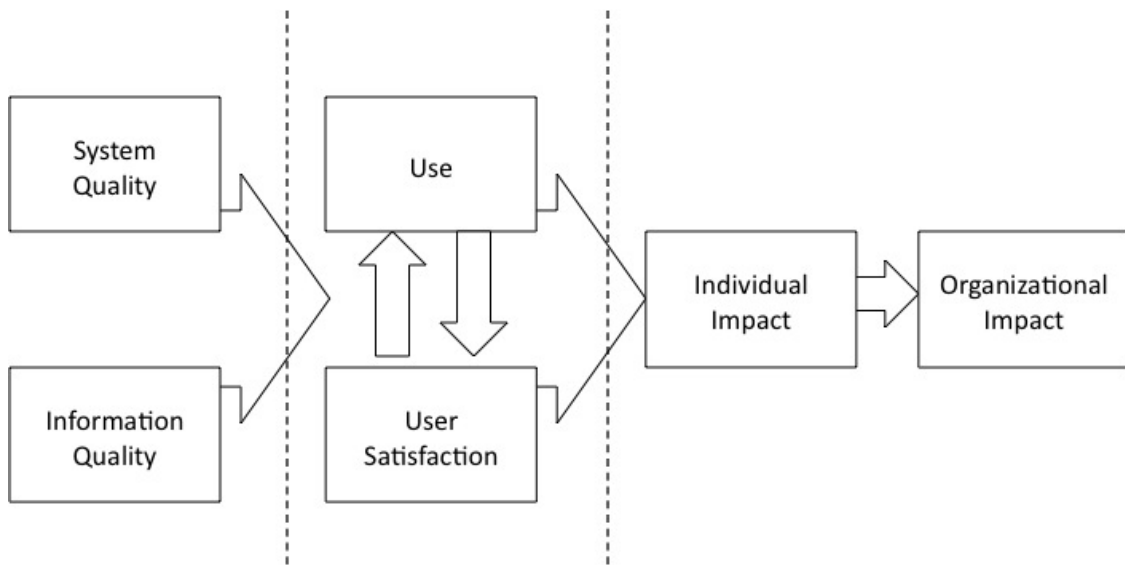 System
Quality
Information
Quality
Use
User
Satisfaction
Individual
Impact
Organizational
Impact